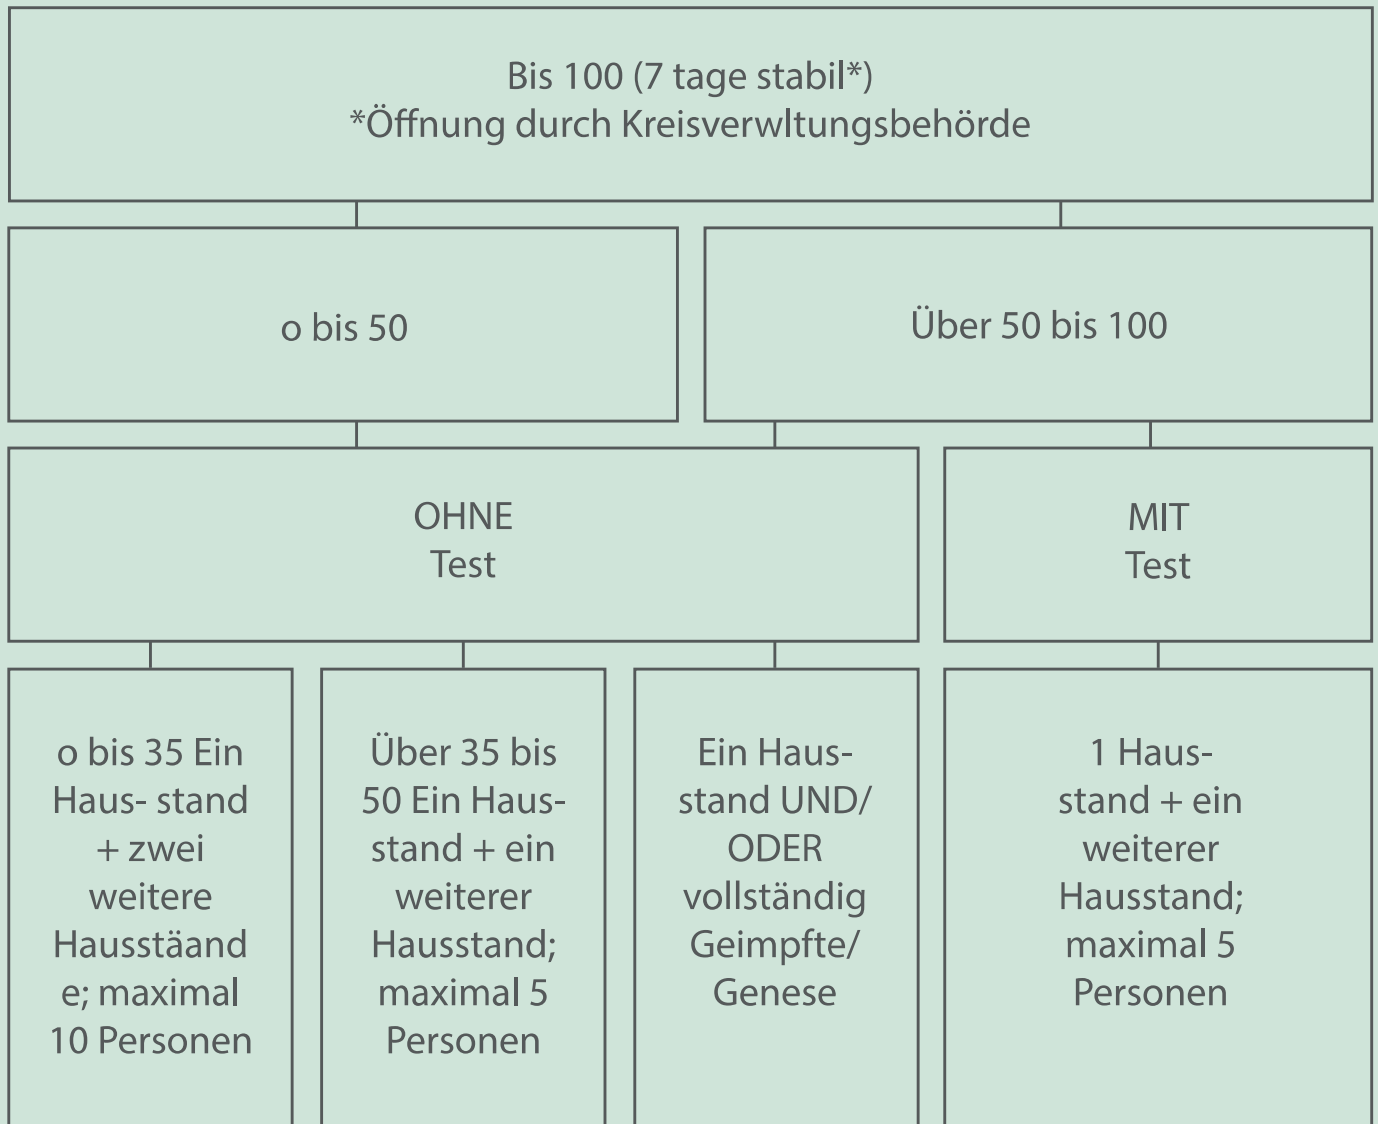 Bis 100 (7 tage stabil*)
*Öffnung durch Kreisverwltungsbehörde
o bis 50
Über 50 bis 100
OHNE
Test
MIT
Test
o bis 35 Ein
Haus- stand
+ zwei
weitere
Hausstäand
e; maximal
10 Personen
Über 35 bis
50 Ein Haus-
stand + ein
weiterer
Hausstand;
maximal 5
Personen
Ein Haus-
stand UND/
ODER
vollständig
Geimpfte/
Genese
1 Haus-
stand + ein
weiterer
Hausstand;
maximal 5
Personen